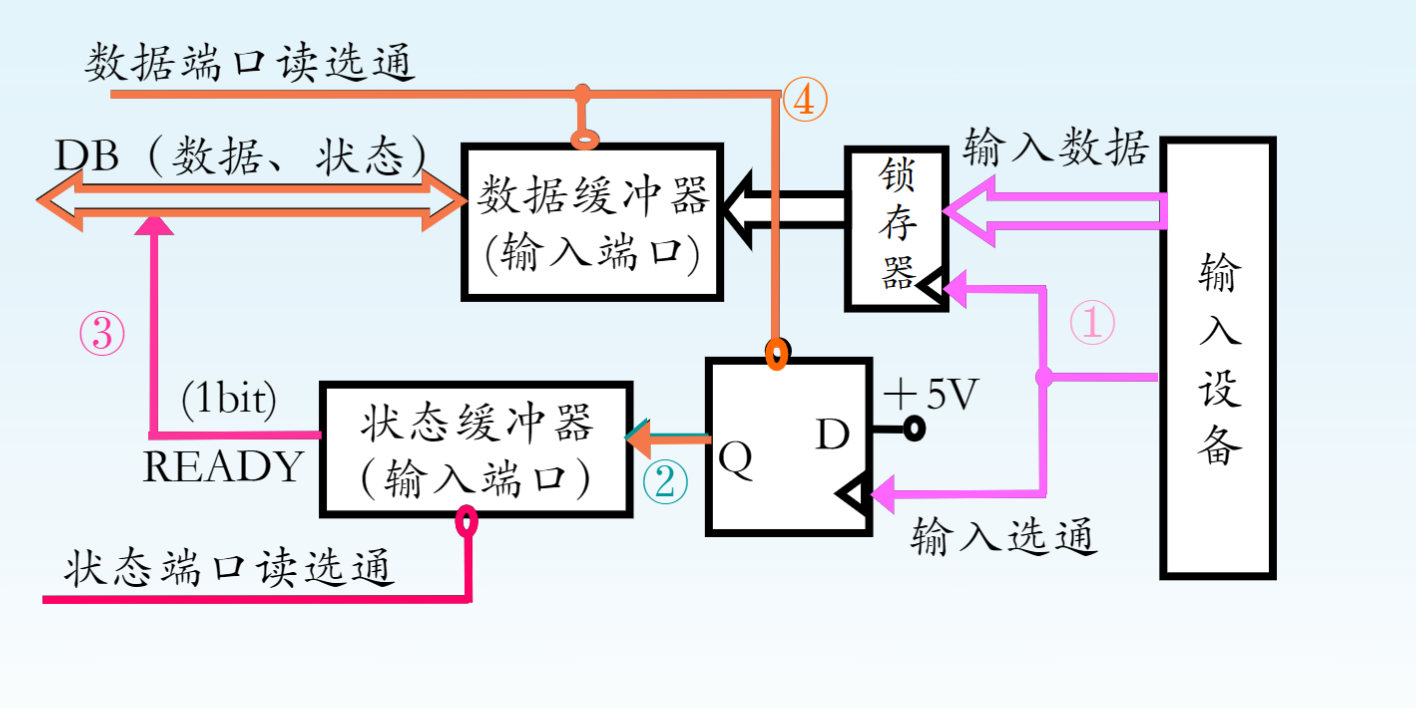 数据端口读选通
④
DB（数据、状态）
数据缓冲器
(输入端口)
锁存器
输入数据
输入设备
①
③
(1bit)
READY
状态缓冲器
（输入端口）
②
Q
D
＋5V
输入选通
状态端口读选通